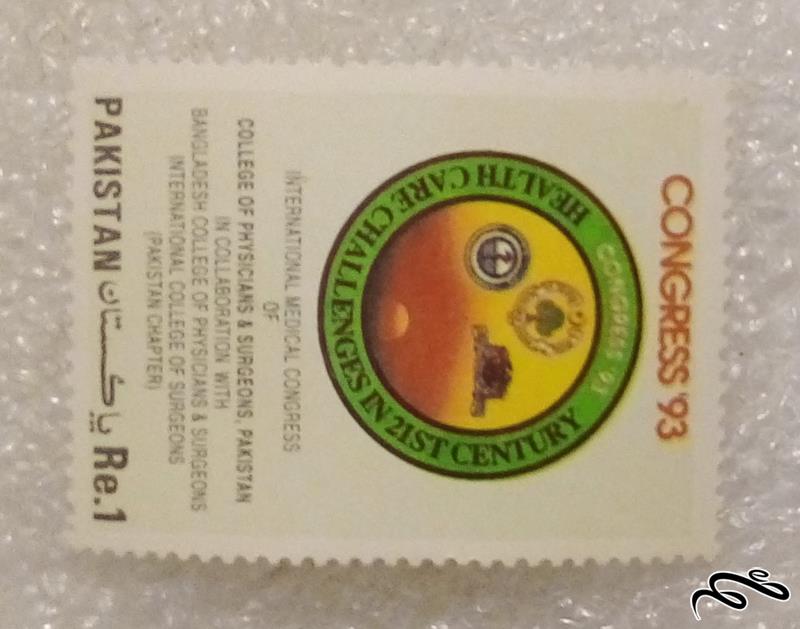 CONGRESS '93
CONGRESS '93
HEALTH CARE CHALLENGES IN 21ST CENTURY
INTERNATIONAL MEDICAL CONGRESS
OF
COLLEGE OF PHYSICIANS & SURGEONS, PAKISTAN
IN COLLABORATION WITH
BANGLADESH COLLEGE OF PHYSICIANS & SURGEONS
INTERNATIONAL COLLEGE OF SURGEONS
(PAKISTAN CHAPTER)
PAKISTAN پاکستان Re.1